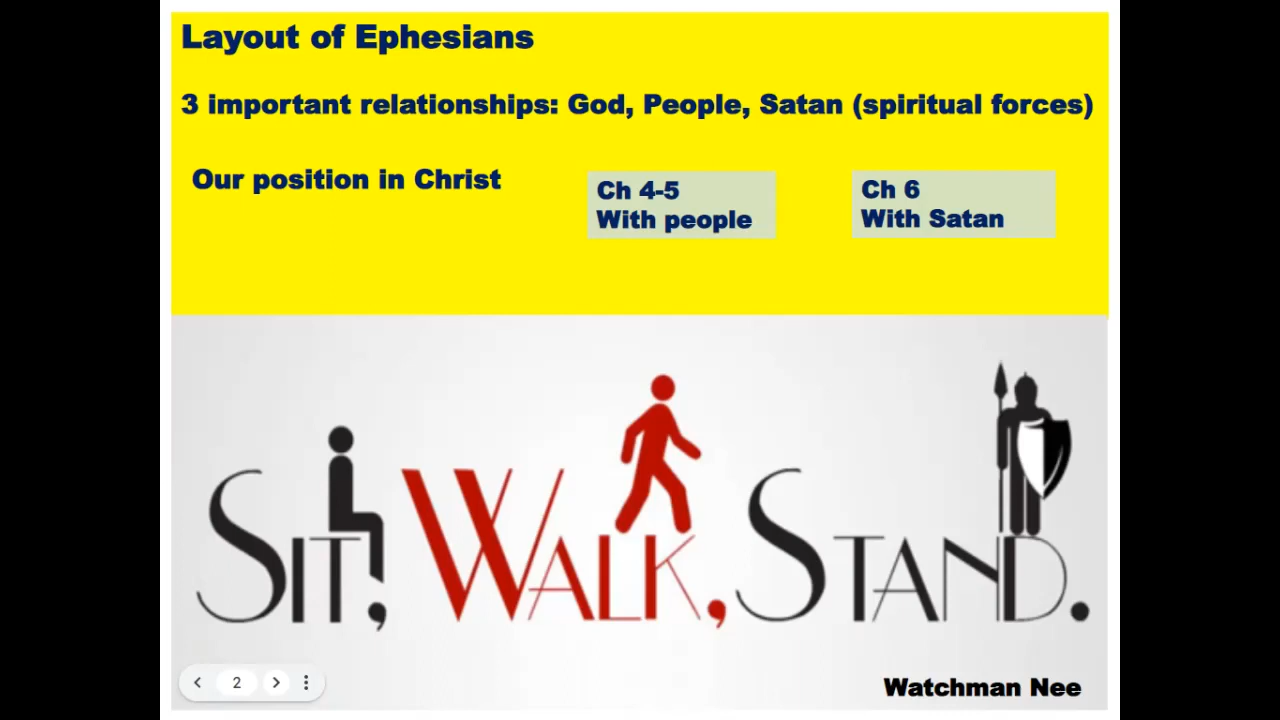 Layout of Ephesians
3 important relationships: God, People, Satan (spiritual forces)
Our position in Christ
Ch 4-5
With people
Ch 6
With Satan
SIT, WALK, STAND.
2
Watchman Nee